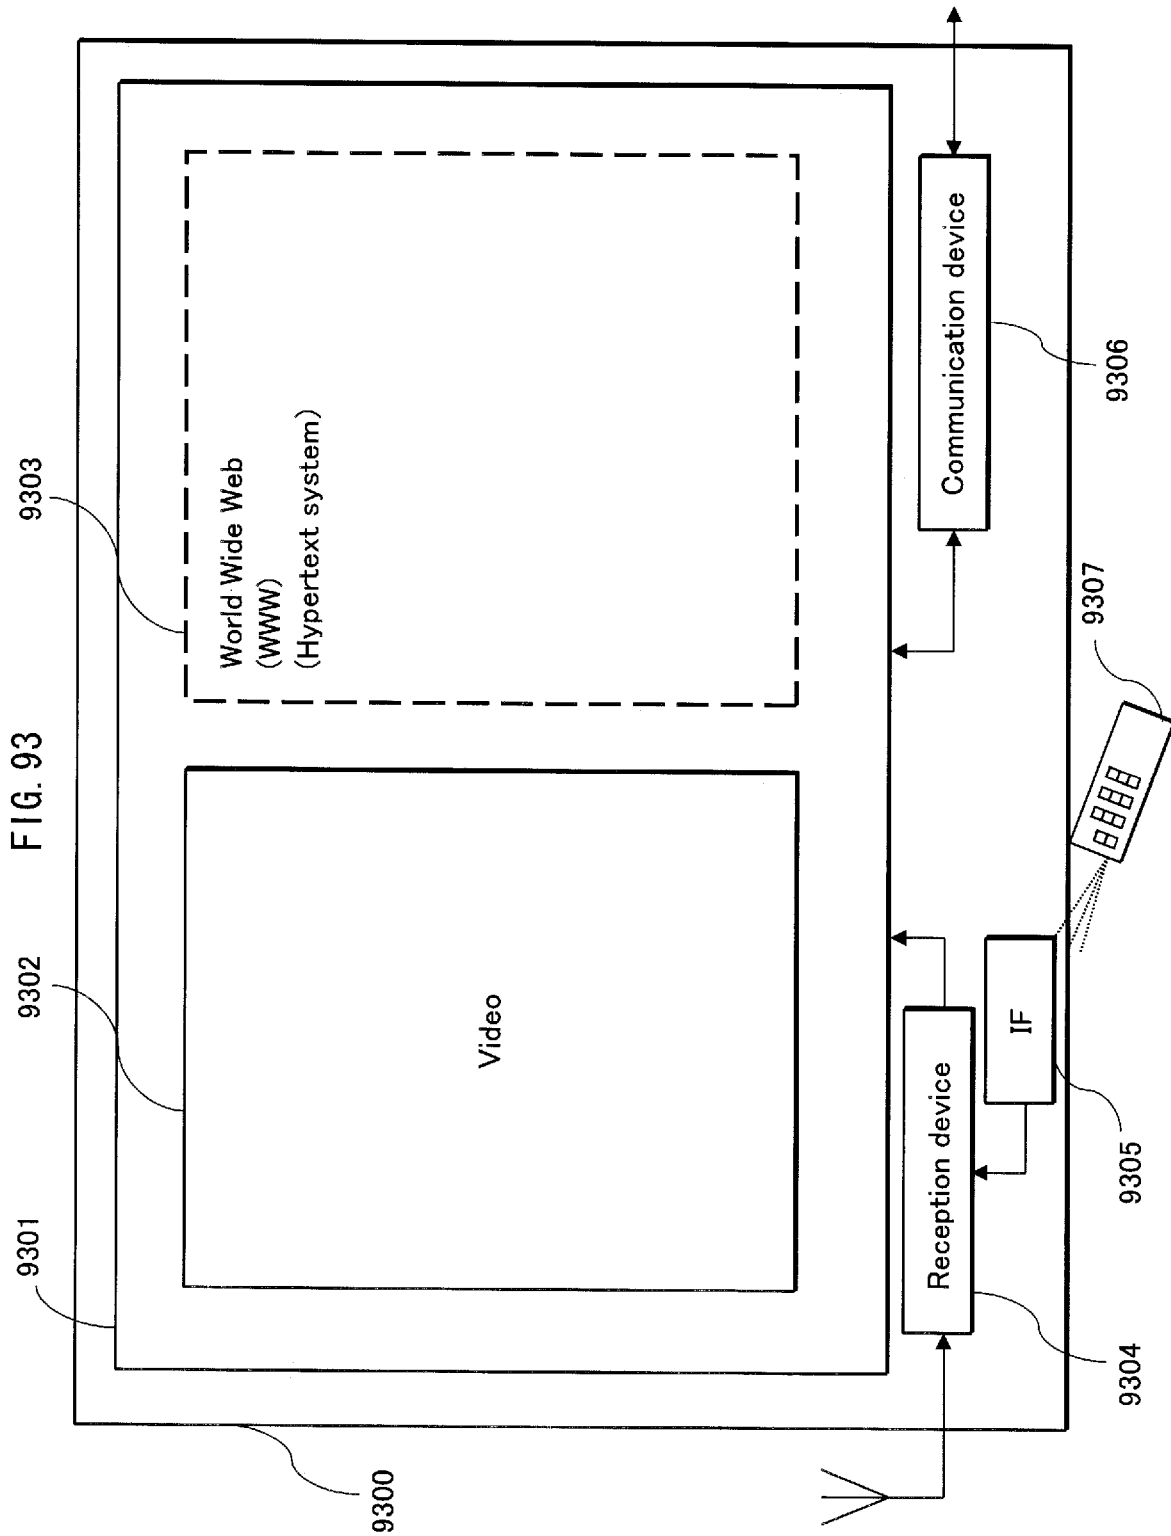 FIG. 93
9301
9302
9303
9300
Video
World Wide Web
(WWW)
(Hypertext system)
Reception device
IF
Communication device
9304
9305
9307
9306